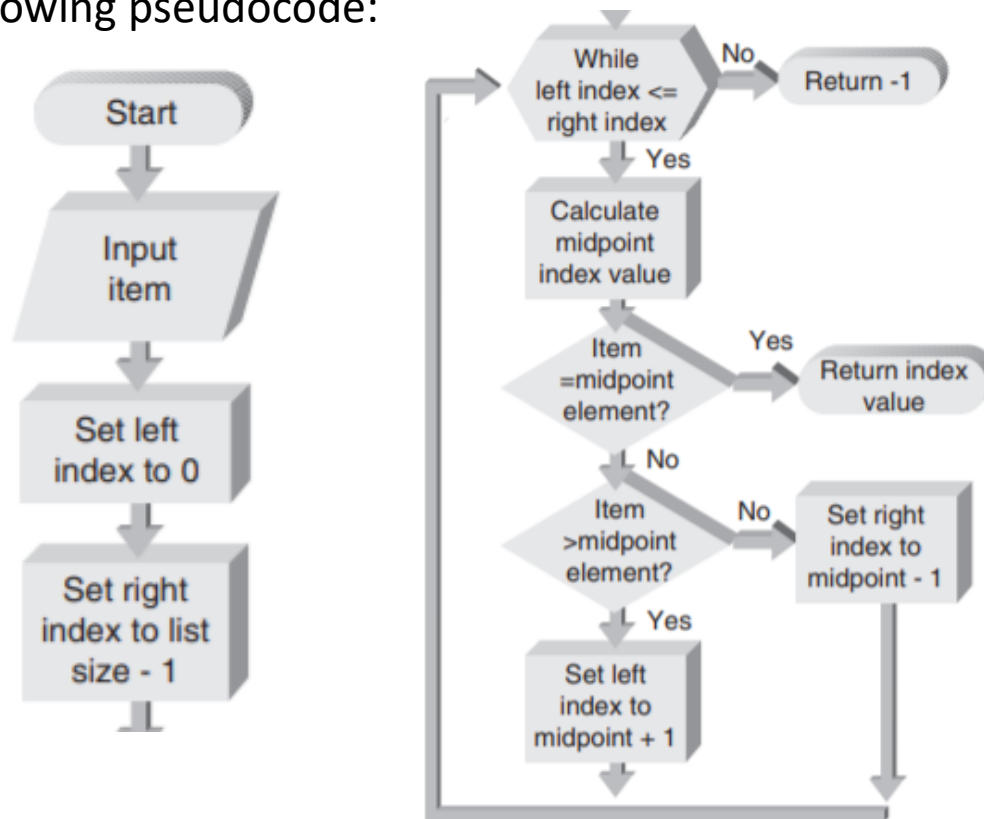 owing pseudocode:
Start
Input
item
Set left
index to 0
Set right
index to list
size - 1
While
left index <=
right index
No
Return -1
Yes
Calculate
midpoint
index value
Item
=midpoint
element?
Yes
Return index
value
No
Item
>midpoint
element?
No
Set right
index to
midpoint - 1
Yes
Set left
index to
midpoint + 1